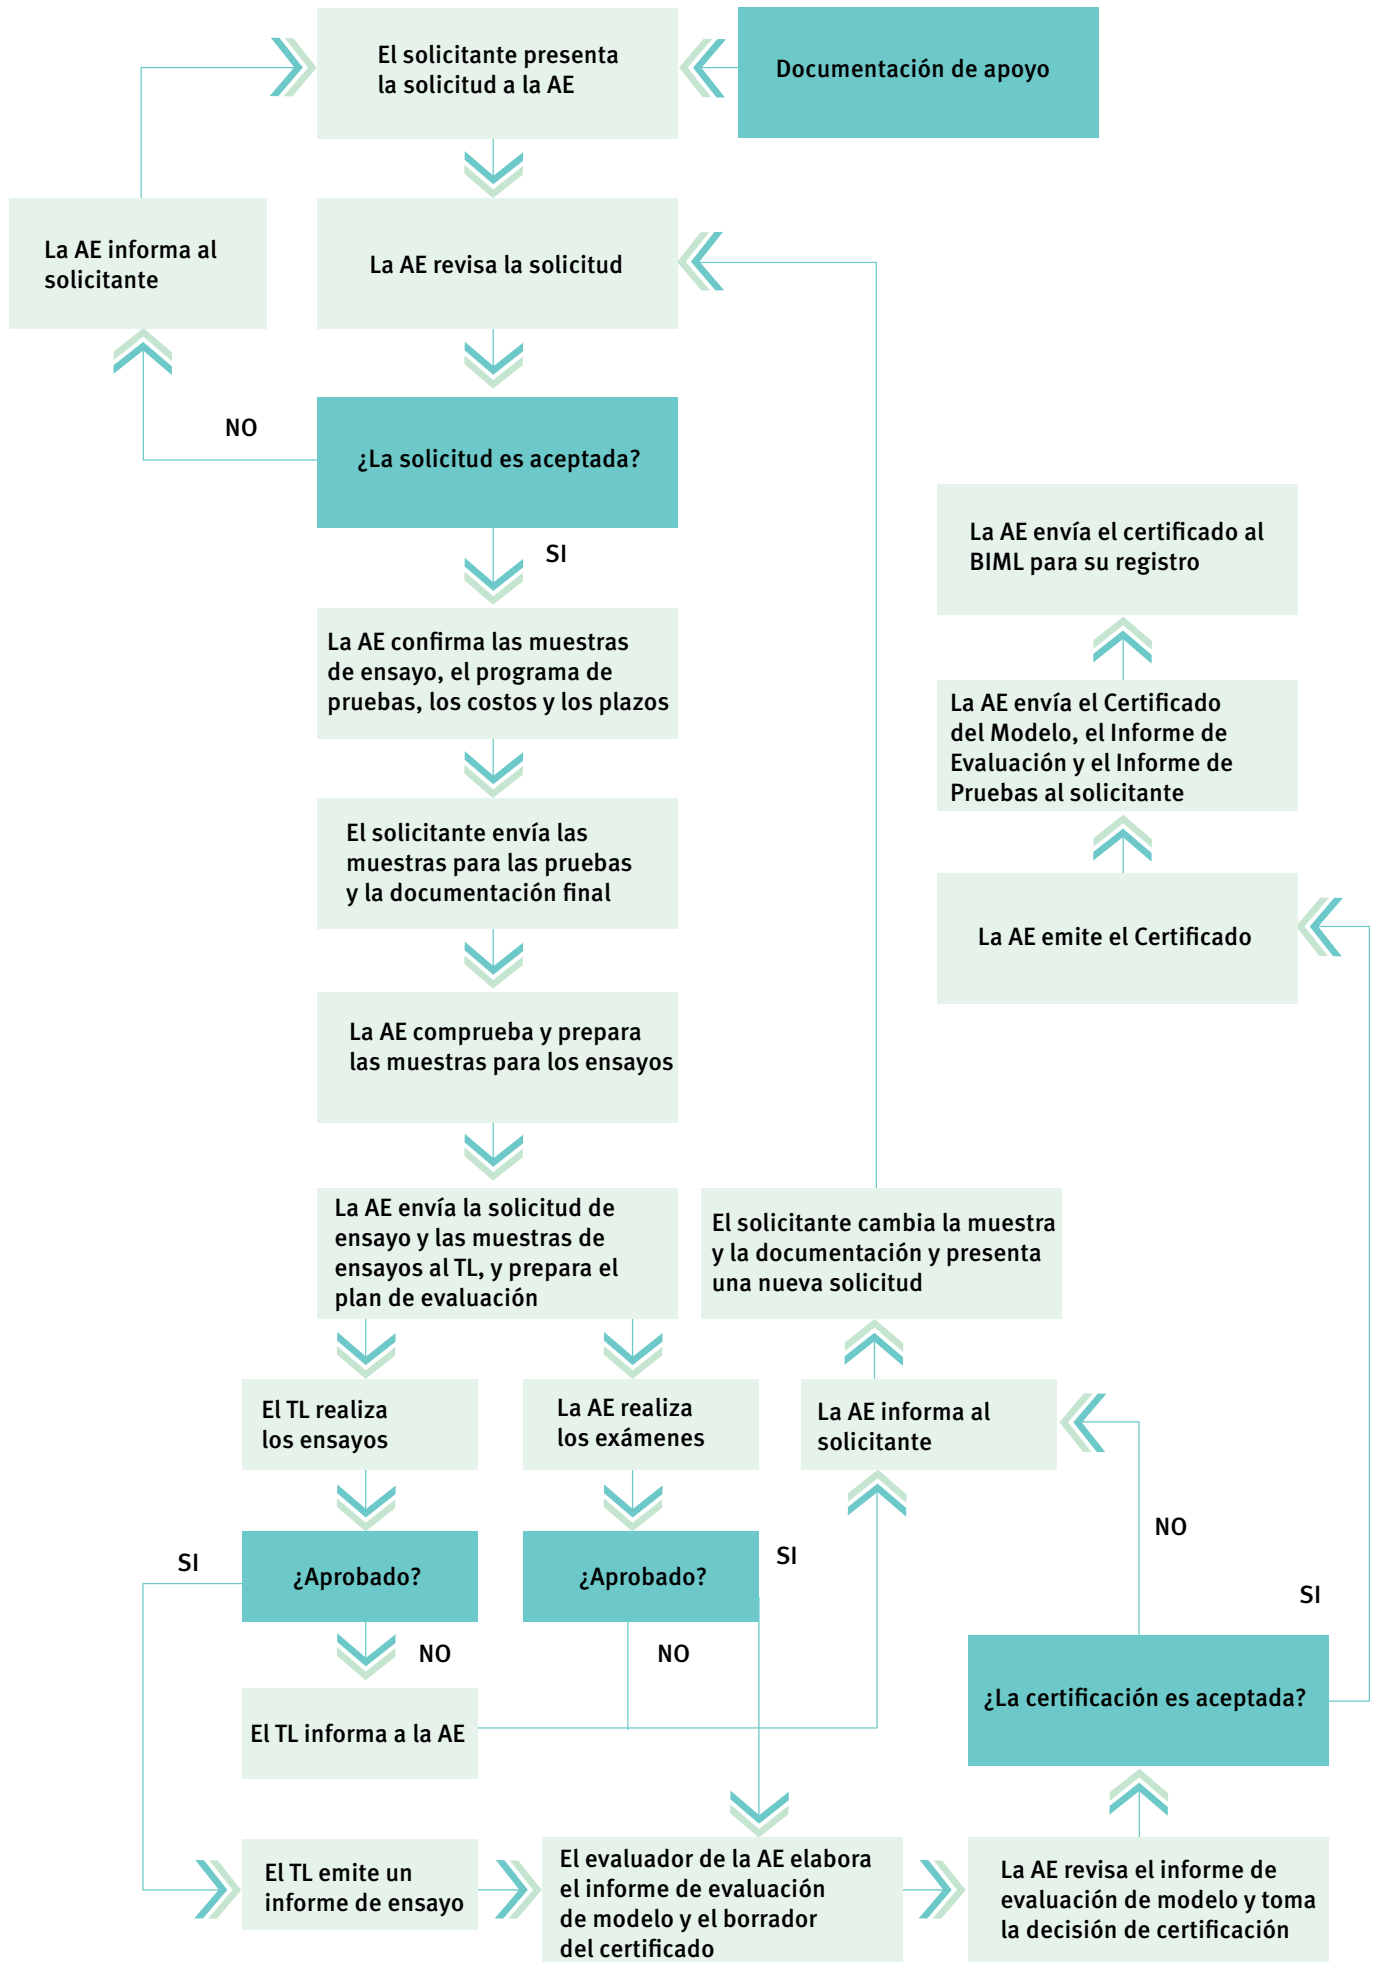 El solicitante presenta
la solicitud a la AE
Documentación de apoyo
La AE informa al
solicitante
La AE revisa la solicitud
NO
¿La solicitud es aceptada?
SI
La AE confirma las muestras
de ensayo, el programa de
pruebas, los costos y los plazos
El solicitante envía las
muestras para las pruebas
y la documentación final
La AE comprueba y prepara
las muestras para los ensayos
La AE envía la solicitud de
ensayo y las muestras de
ensayos al TL, y prepara el
plan de evaluación
El TL realiza
los ensayos
La AE realiza
los exámenes
SI
¿Aprobado?
¿Aprobado?
SI
NO
NO
El TL informa a la AE
El TL emite un
informe de ensayo
El evaluador de la AE elabora
el informe de evaluación
de modelo y el borrador
del certificado
La AE revisa el informe de
evaluación de modelo y toma
la decisión de certificación
¿La certificación es aceptada?
NO
SI
La AE informa al
solicitante
El solicitante cambia la muestra
y la documentación y presenta
una nueva solicitud
La AE emite el Certificado
La AE envía el Certificado
del Modelo, el Informe de
Evaluación y el Informe de
Pruebas al solicitante
La AE envía el certificado al
BIML para su registro